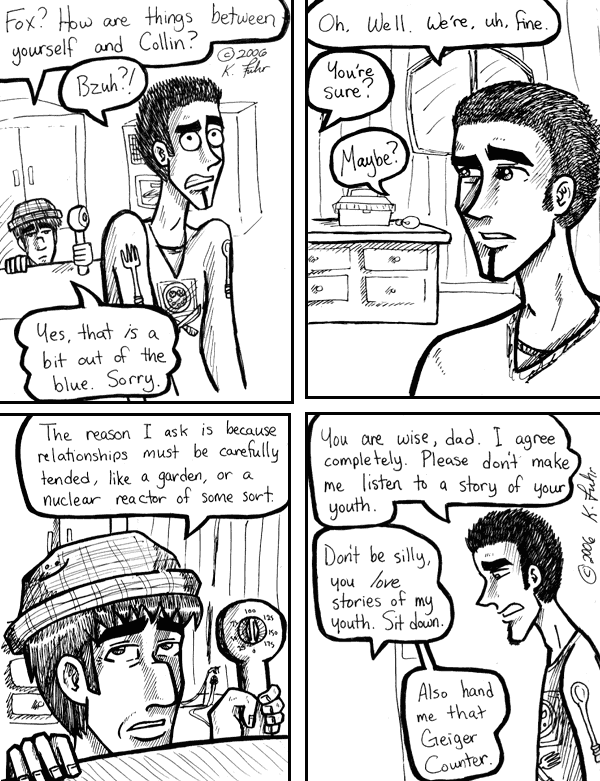 Fox? How are things between
yourself and Collin?
© 2006
K. Fuhr
Bzuh?!
Yes, that is a
bit out of the
blue. Sorry.
Oh. Well. We're, uh, fine.
You're
sure?
Maybe?
The reason I ask is because
relationships must be carefully
tended, like a garden, or a
nuclear reactor of some sort.
100
125
150
175
25
You are wise, dad. I agree
completely. Please don't make
me listen to a story of your
youth.
© 2006 K. Fuhr
Don't be silly,
you love
stories of my
youth. Sit down.
Also hand
me that
Geiger
Counter.